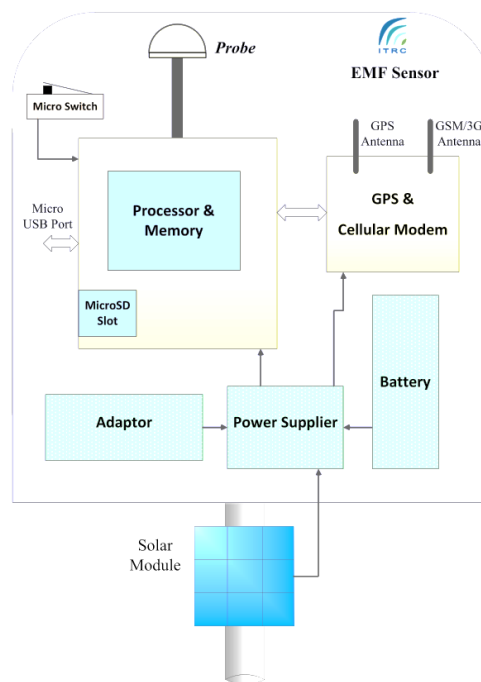 Probe
ITRC
EMF Sensor
Micro Switch
GPS
Antenna
GSM/3G
Antenna
Micro
USB Port
Processor &
Memory
GPS &
Cellular Modem
MicroSD
Slot
Battery
Adaptor
Power Supplier
Solar
Module